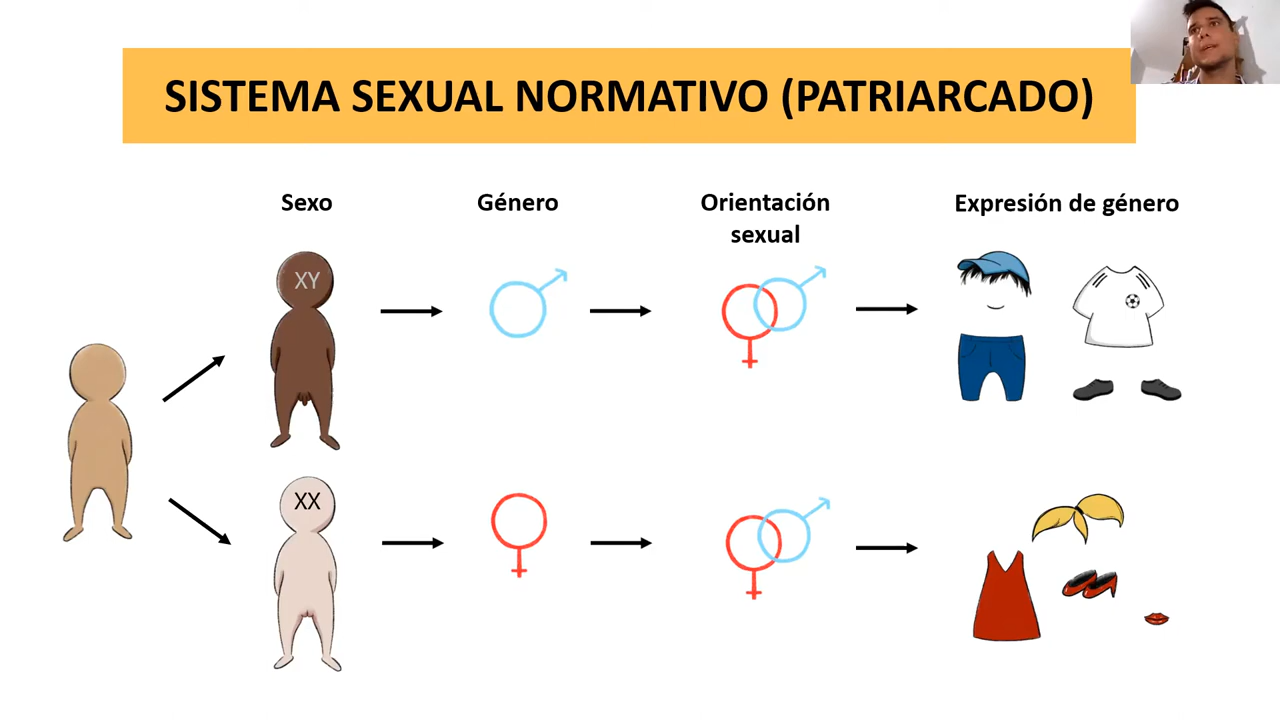 SISTEMA SEXUAL NORMATIVO (PATRIARCADO)
Sexo
Género
Orientación
sexual
Expresión de género
XY
XX